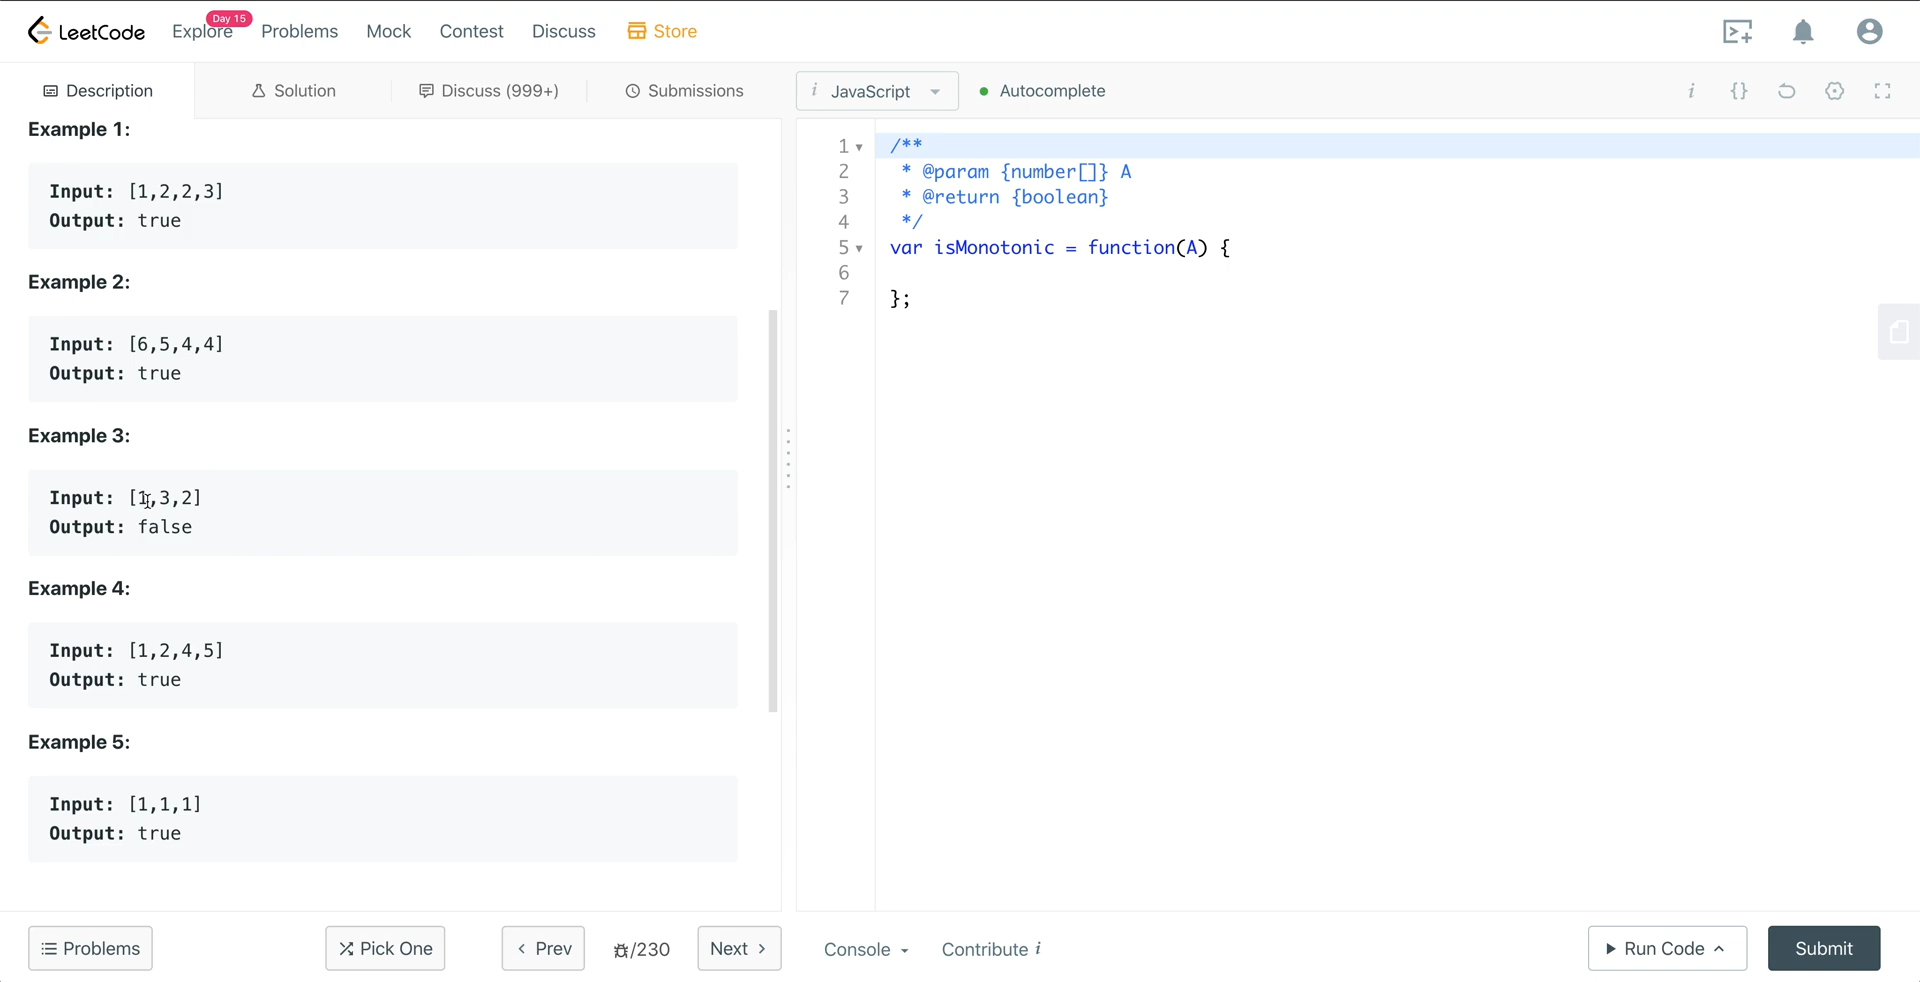 LeetCode
Explore
Day 15
Problems
Mock
Contest
Discuss
Store
Description
Solution
Discuss (999+)
Submissions
i JavaScript
Autocomplete
i
{}
Example 1:
Input: [1,2,2,3]
Output: true
Example 2:
Input: [6,5,4,4]
Output: true
Example 3:
Input: [1,3,2]
Output: false
Example 4:
Input: [1,2,4,5]
Output: true
Example 5:
Input: [1,1,1]
Output: true
1 /**
2 * @param {number[]} A
3 * @return {boolean}
4 */
5 var isMonotonic = function(A) {
6
7 };
Problems
Pick One
< Prev
/230
Next >
Console
Contribute i
Run Code
Submit